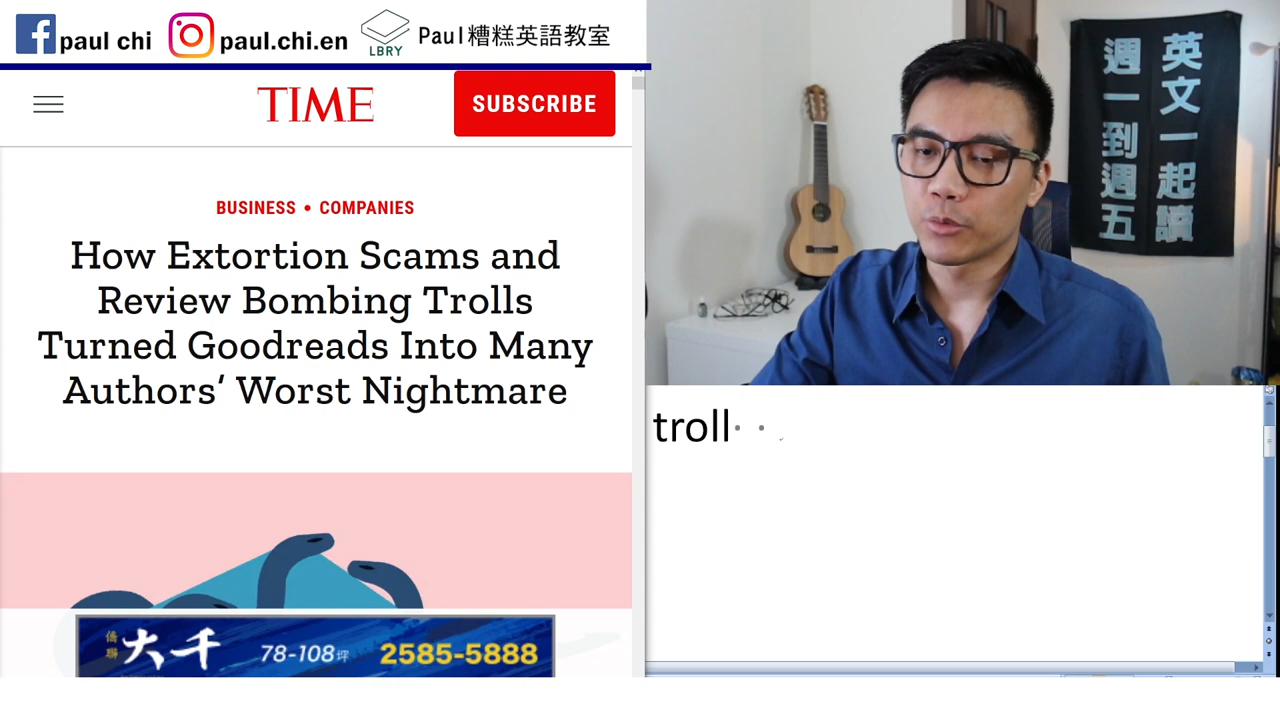 paul chi
paul.chi.en
LBRY
Paul糟糕英語教室
TIME
SUBSCRIBE
BUSINESS • COMPANIES
How Extortion Scams and
Review Bombing Trolls
Turned Goodreads Into Many
Authors’ Worst Nightmare
僑聯
大千
78-108坪
2585-5888
英文一起讀
週一到週五
troll